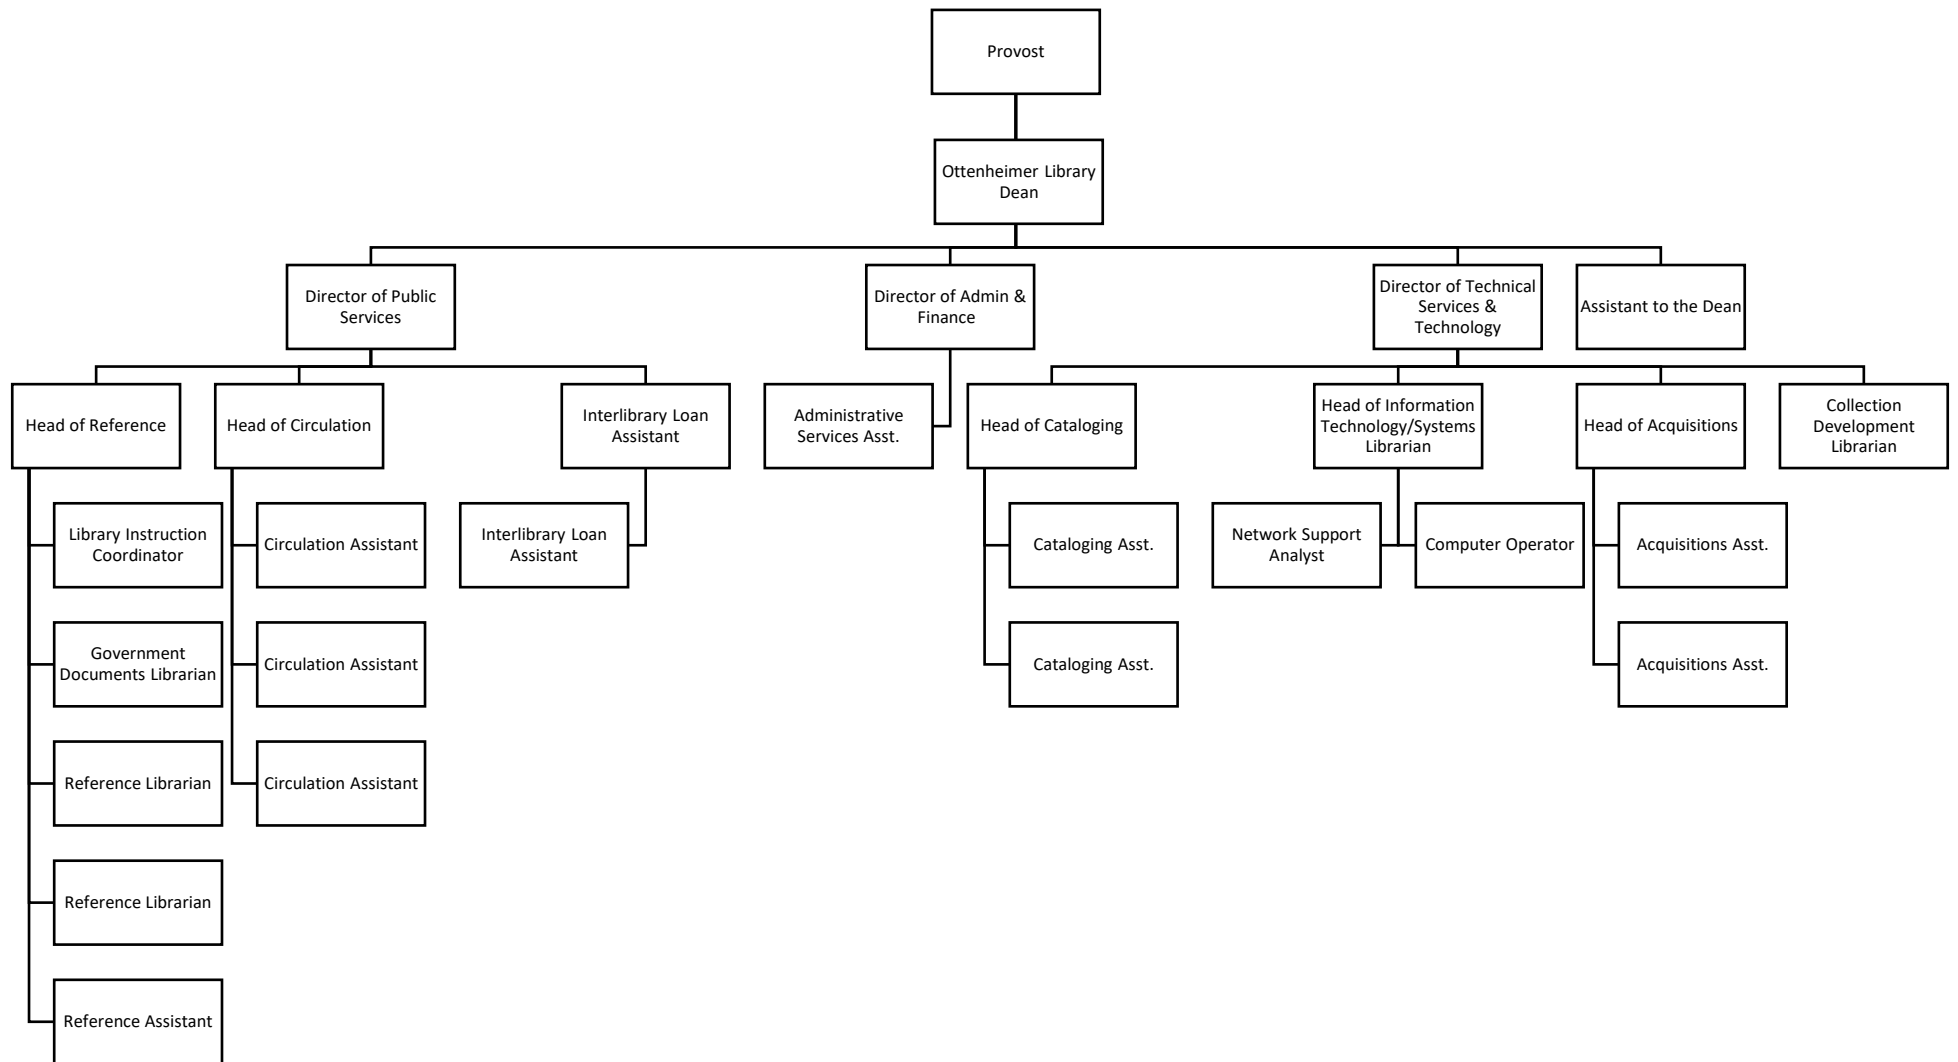 Provost
Ottenheimer Library
Dean
Director of Public
Services
Director of Admin &
Finance
Director of Technical
Services &
Technology
Assistant to the Dean
Head of Reference
Head of Circulation
Interlibrary Loan
Assistant
Administrative
Services Asst.
Head of Cataloging
Head of Information
Technology/Systems
Librarian
Head of Acquisitions
Collection
Development
Librarian
Library Instruction
Coordinator
Circulation Assistant
Interlibrary Loan
Assistant
Cataloging Asst.
Network Support
Analyst
Computer Operator
Acquisitions Asst.
Government
Documents Librarian
Circulation Assistant
Cataloging Asst.
Acquisitions Asst.
Reference Librarian
Circulation Assistant
Reference Librarian
Reference Assistant